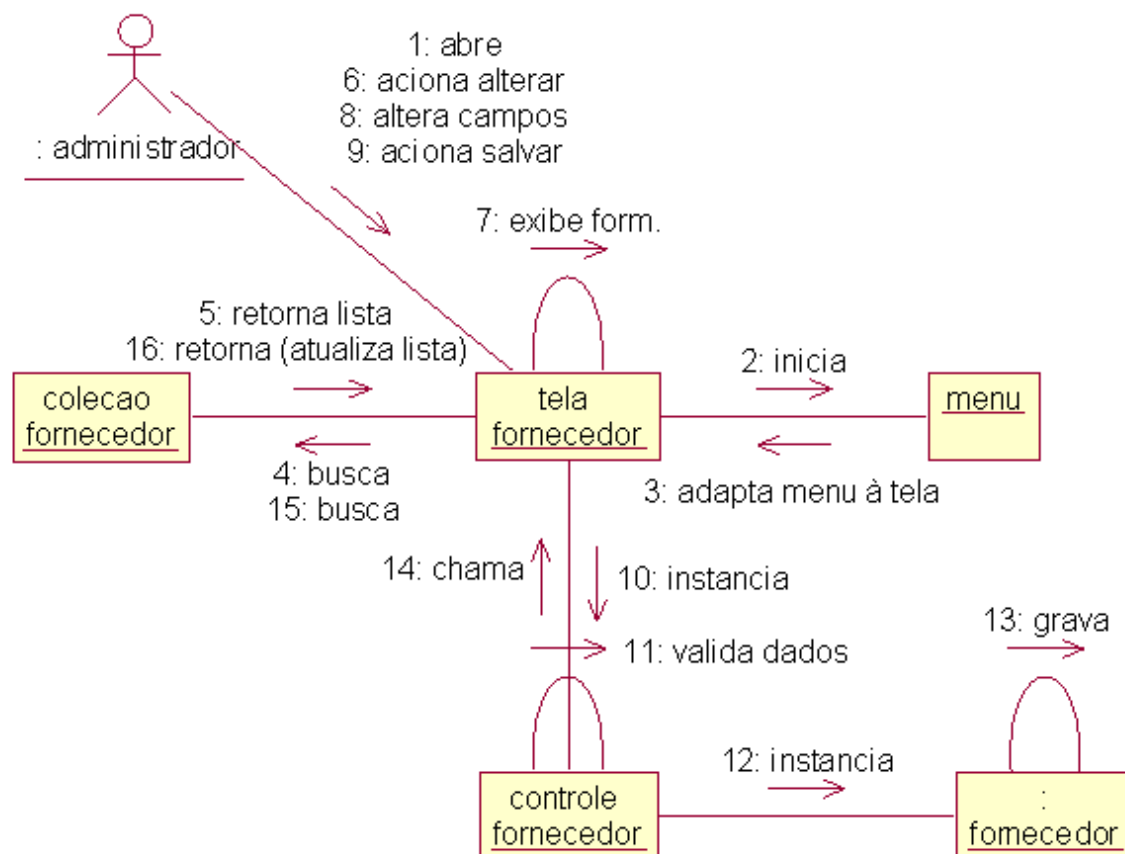 1: abre
6: aciona alterar
8: altera campos
9: aciona salvar
: administrador
7: exibe form.
5: retorna lista
16: retorna (atualiza lista)
2: inicia
colecao
fornecedor
tela
fornecedor
menu
4: busca
15: busca
3: adapta menu à tela
14: chama
10: instancia
13: grava
11: valida dados
12: instancia
controle
fornecedor
:
fornecedor